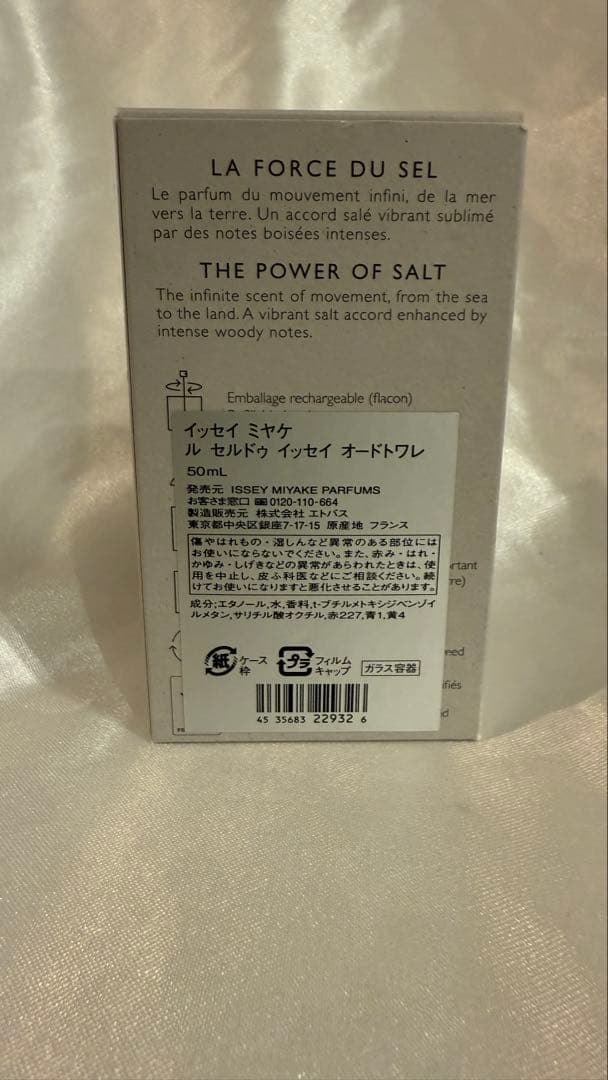 LA FORCE DU SEL
Le parfum du mouvement infini, de la mer
vers la terre. Un accord salé vibrant sublimé
par des notes boisées intenses.
THE POWER OF SALT
The infinite scent of movement, from the sea
to the land. A vibrant salt accord enhanced by
intense woody notes.
Emballage rechargeable (flacon)
イッセイ ミヤケ
ル セルドゥ イッセイ オードトワレ
50mL
発売元 ISSEY MIYAKE PARFUMS
お客さま窓口 0120-110-664
製造販売元 株式会社 エトバス
東京都中央区銀座7-17-15 原産地 フランス
傷やはれもの・湿しんなど異常のある部位には
お使いにならないでください。また、赤み・はれ・
かゆみ・しげきなどの異常があらわれたときは、使
用を中止し、皮ふ科医などにご相談ください。続
けてお使いになりますと悪化させることがあります。
成分;エタノール,水,香料,t-ブチルメトキシジベンゾイ
ルメタン,サリチル酸オクチル,赤227,青1,黄4
紙 ケース
枠
プラ フィルム
キャップ
ガラス容器
45 35683 22932 6